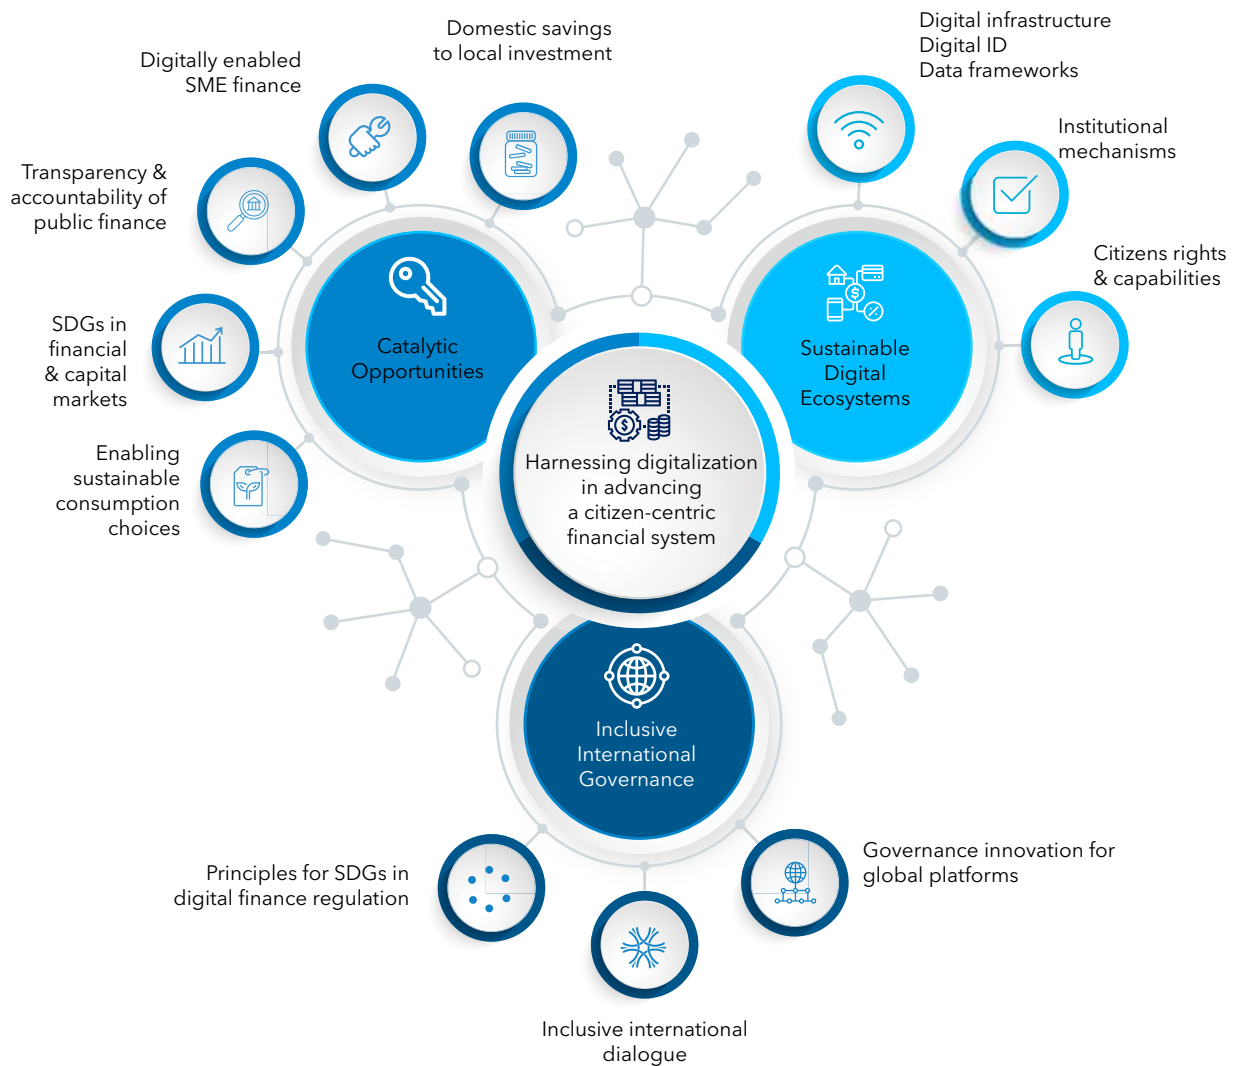 Domestic savings
to local investment
Digitally enabled
SME finance
Transparency &
accountability of
public finance
SDGs in
financial
& capital
markets
Enabling
sustainable
consumption
choices
Catalytic
Opportunities
Digital infrastructure
Digital ID
Data frameworks
Institutional
mechanisms
Citizens rights
& capabilities
Sustainable
Digital
Ecosystems
Harnessing digitalization
in advancing
a citizen-centric
financial system
Inclusive
International
Governance
Principles for SDGs in
digital finance regulation
Inclusive international
dialogue
Governance innovation for
global platforms